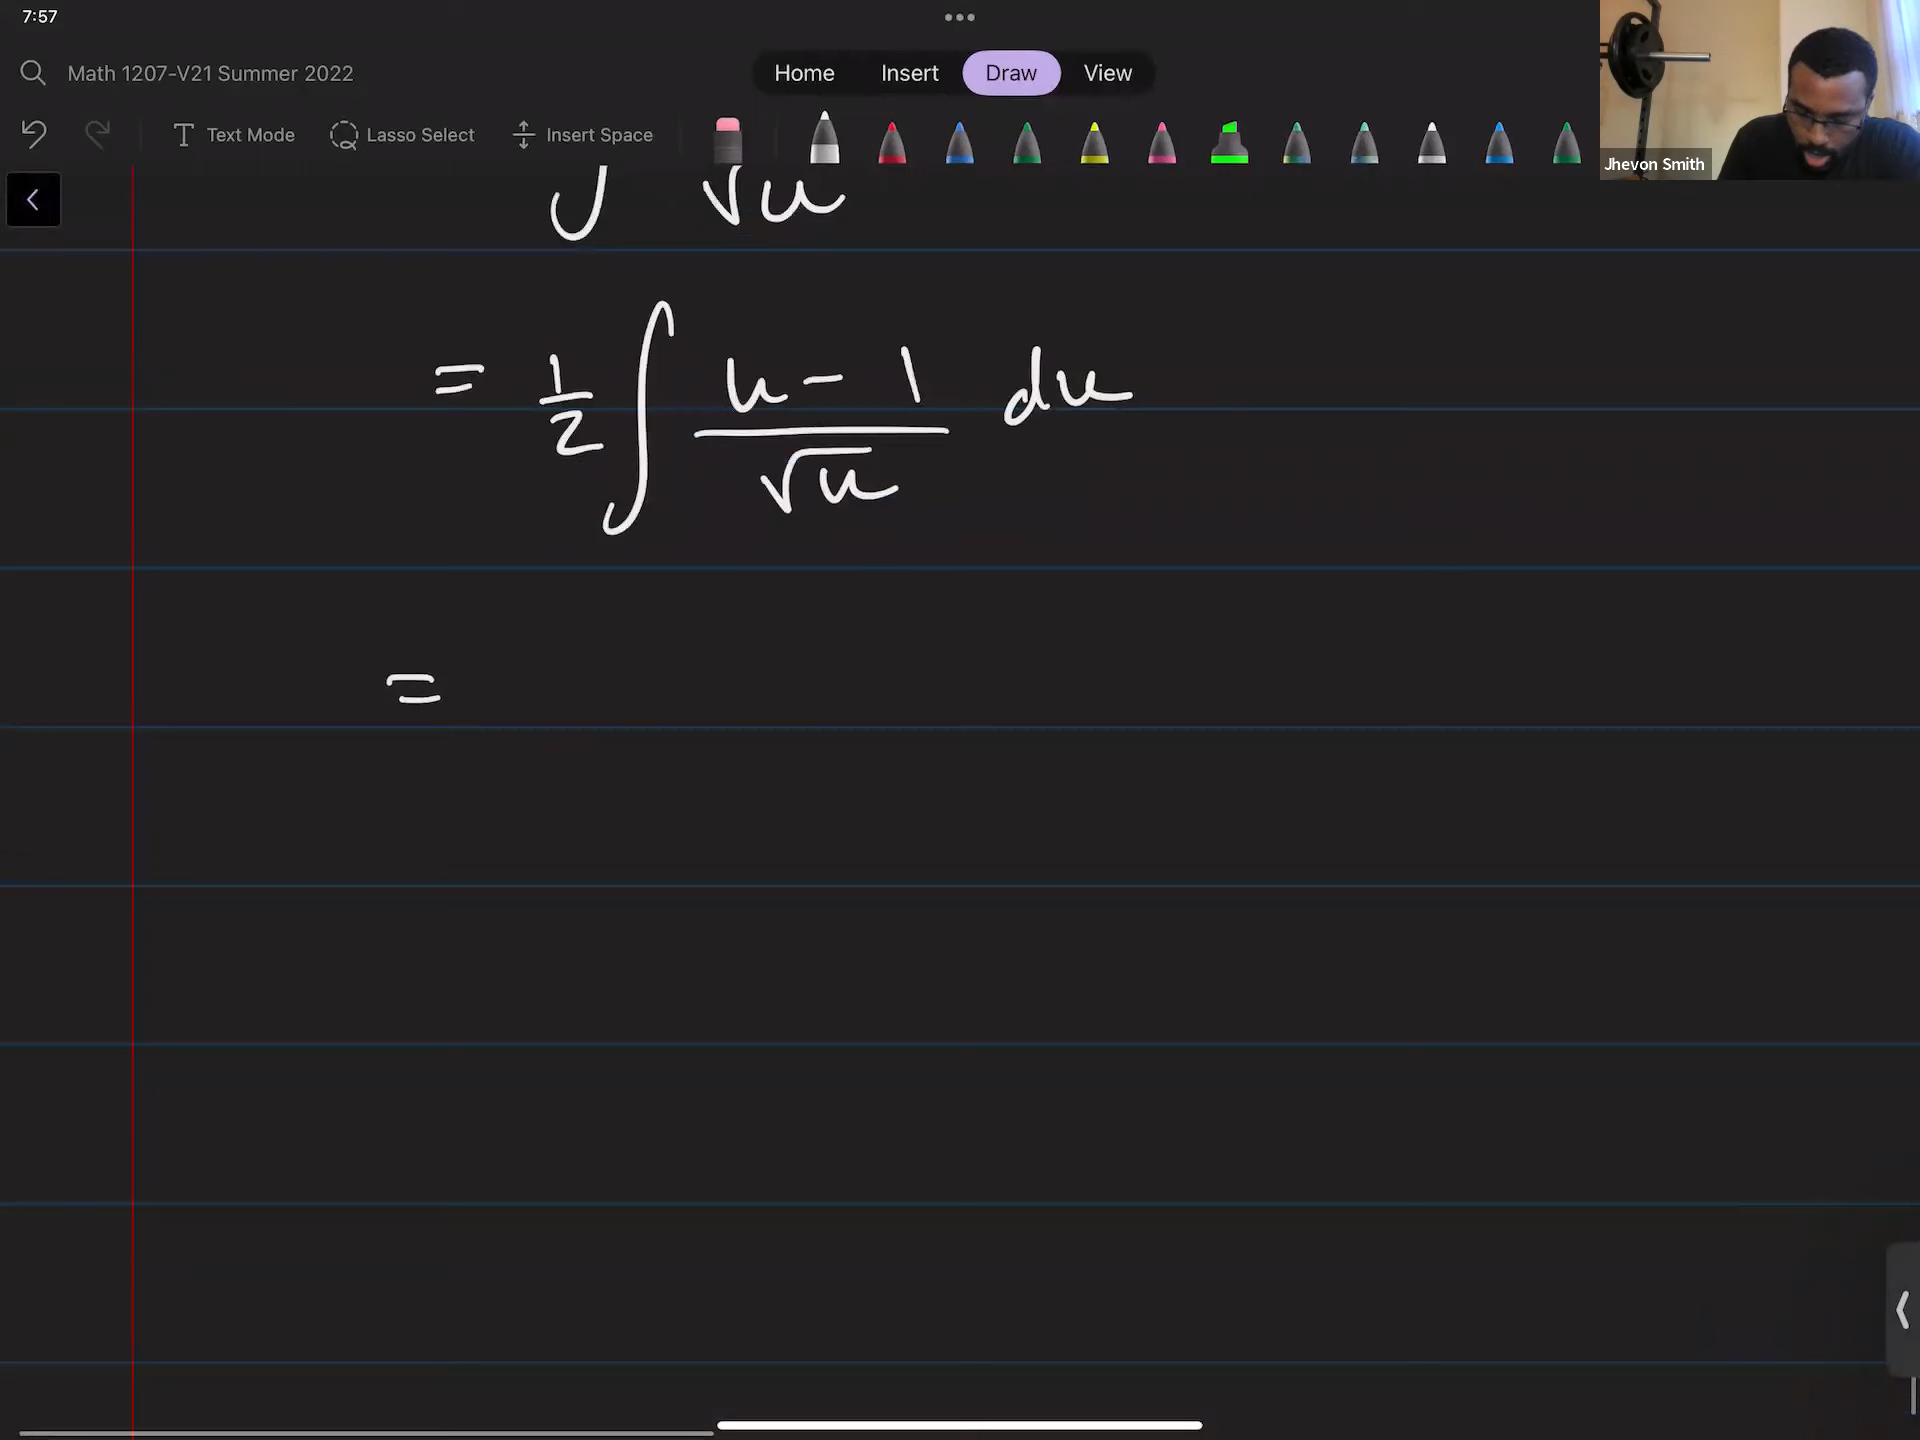 7:57
Math 1207-V21 Summer 2022
Home Insert Draw View
Text Mode Lasso Select Insert Space
Jhevon Smith
∫ √u
= 1/2 ∫ (u - 1)/√u du
=